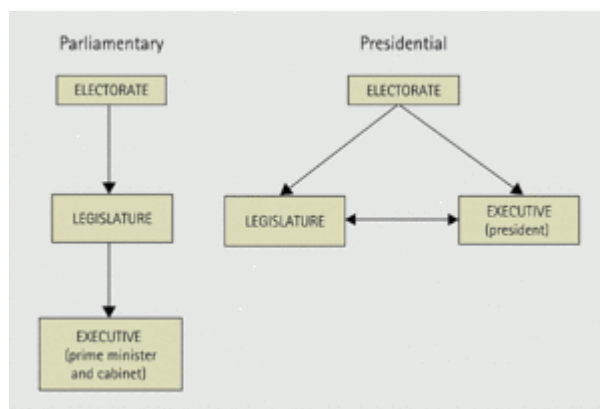 Parliamentary
ELECTORATE
LEGISLATURE
EXECUTIVE
(prime minister
and cabinet)
Presidential
ELECTORATE
LEGISLATURE
EXECUTIVE
(president)